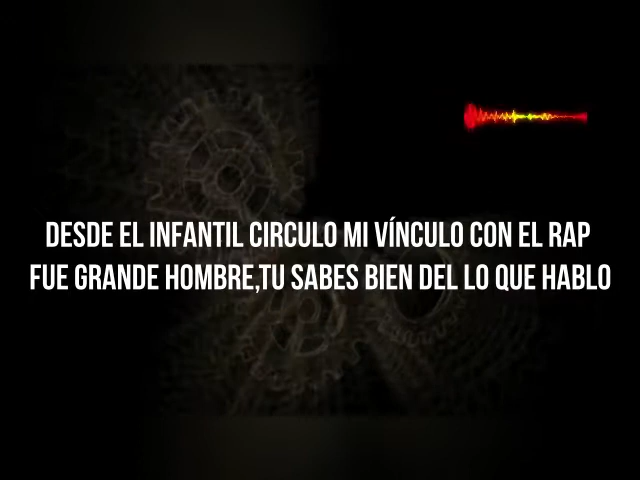 DESDE EL INFANTIL CIRCULO MI VÍNCULO CON EL RAP
FUE GRANDE HOMBRE,TU SABES BIEN DEL LO QUE HABLO